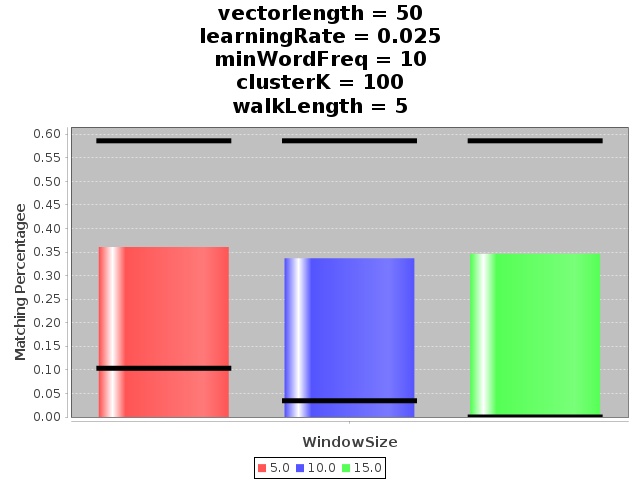 vectorlength = 50
learningRate = 0.025
minWordFreq = 10
clusterK = 100
walkLength = 5
0.60
0.55
0.50
0.45
0.40
0.35
0.30
0.25
0.20
0.15
0.10
0.05
0.00
Matching Percentagee
WindowSize
5.0 10.0 15.0